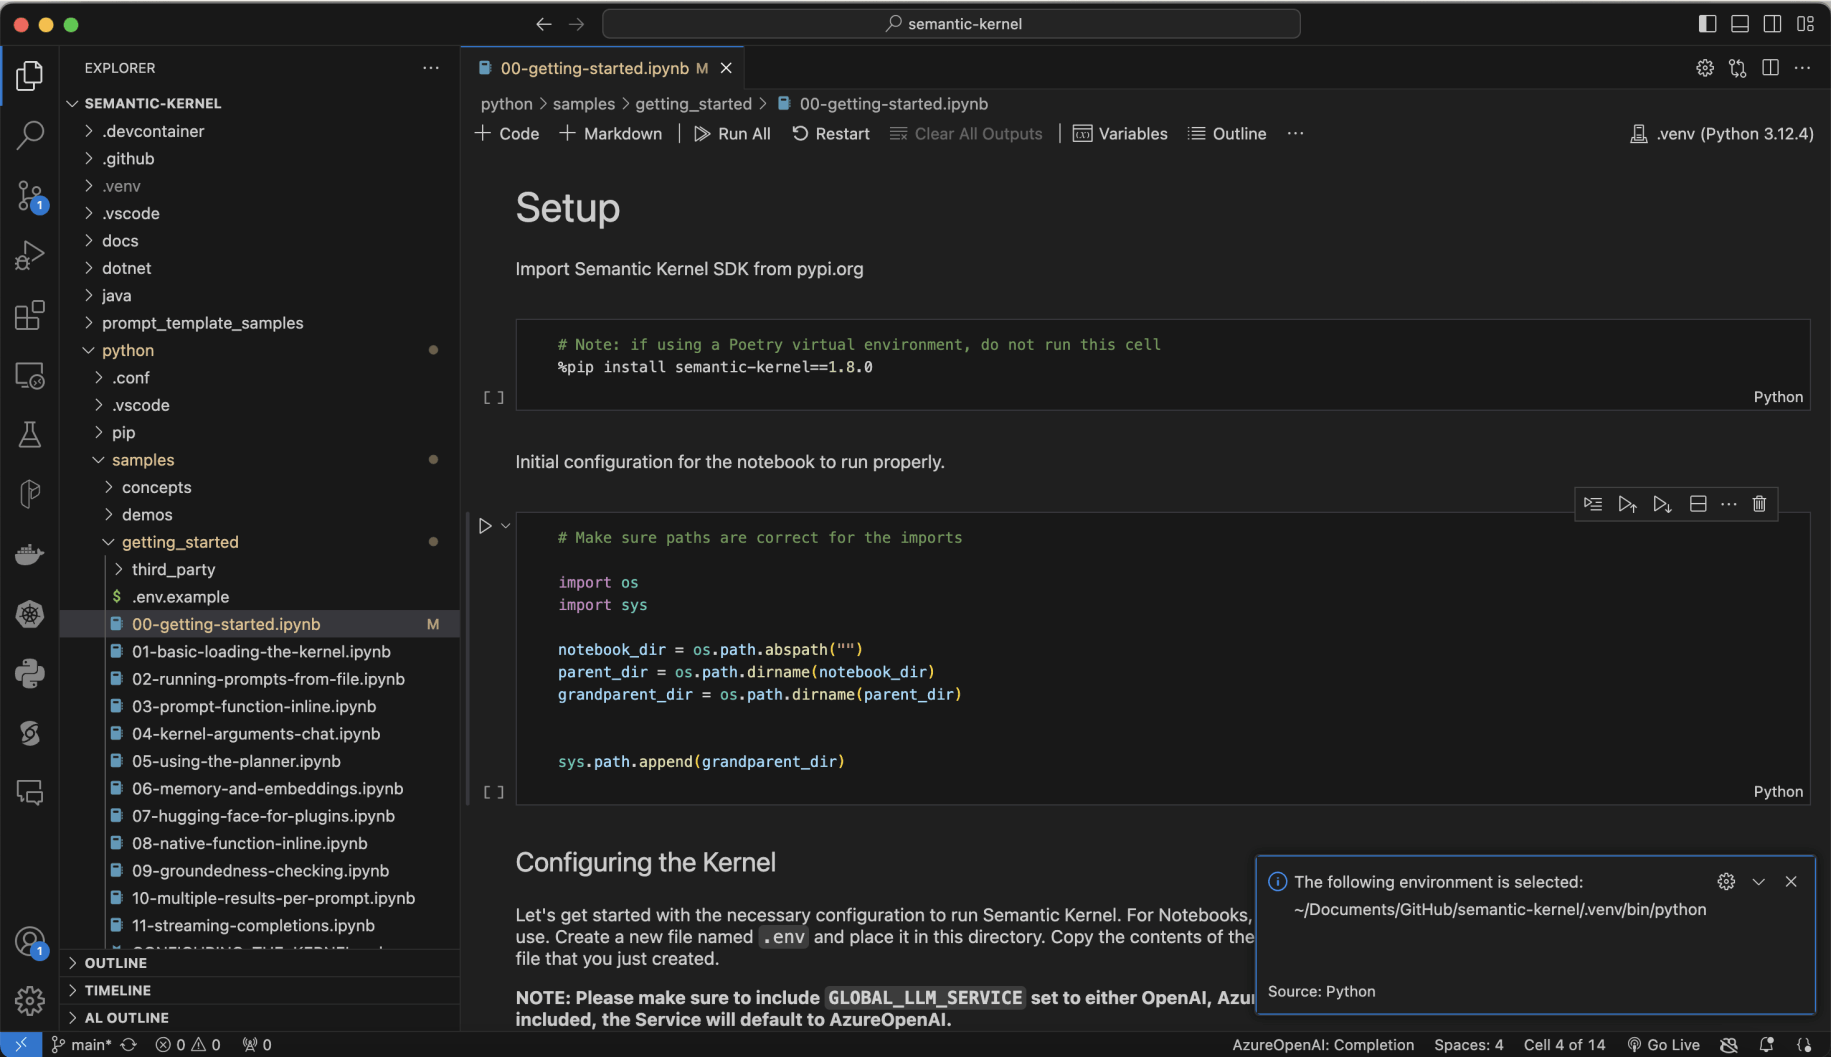 semantic-kernel
EXPLORER
SEMANTIC-KERNEL
.devcontainer
.github
.venv
.vscode
docs
dotnet
java
prompt_template_samples
python
.conf
.vscode
pip
samples
concepts
demos
getting_started
third_party
$ .env.example
00-getting-started.ipynb M
01-basic-loading-the-kernel.ipynb
02-running-prompts-from-file.ipynb
03-prompt-function-inline.ipynb
04-kernel-arguments-chat.ipynb
05-using-the-planner.ipynb
06-memory-and-embeddings.ipynb
07-hugging-face-for-plugins.ipynb
08-native-function-inline.ipynb
09-groundedness-checking.ipynb
10-multiple-results-per-prompt.ipynb
11-streaming-completions.ipynb
OUTLINE
TIMELINE
AL OUTLINE
1
1
00-getting-started.ipynb M
python > samples > getting_started > 00-getting-started.ipynb
+ Code + Markdown | Run All Restart Clear All Outputs | Variables Outline ...
.venv (Python 3.12.4)
Setup
Import Semantic Kernel SDK from pypi.org
# Note: if using a Poetry virtual environment, do not run this cell
%pip install semantic-kernel==1.8.0
[ ]
Python
Initial configuration for the notebook to run properly.
# Make sure paths are correct for the imports
import os
import sys
notebook_dir = os.path.abspath("")
parent_dir = os.path.dirname(notebook_dir)
grandparent_dir = os.path.dirname(parent_dir)
sys.path.append(grandparent_dir)
[ ]
Python
Configuring the Kernel
Let's get started with the necessary configuration to run Semantic Kernel. For Notebooks,
use. Create a new file named .env and place it in this directory. Copy the contents of the
file that you just created.
NOTE: Please make sure to include GLOBAL_LLM_SERVICE set to either OpenAI,
included, the Service will default to AzureOpenAI.
The following environment is selected:
~/Documents/GitHub/semantic-kernel/.venv/bin/python
Source: Python
main* 0 0 0
AzureOpenAI: Completion Spaces: 4 Cell 4 of 14 Go Live